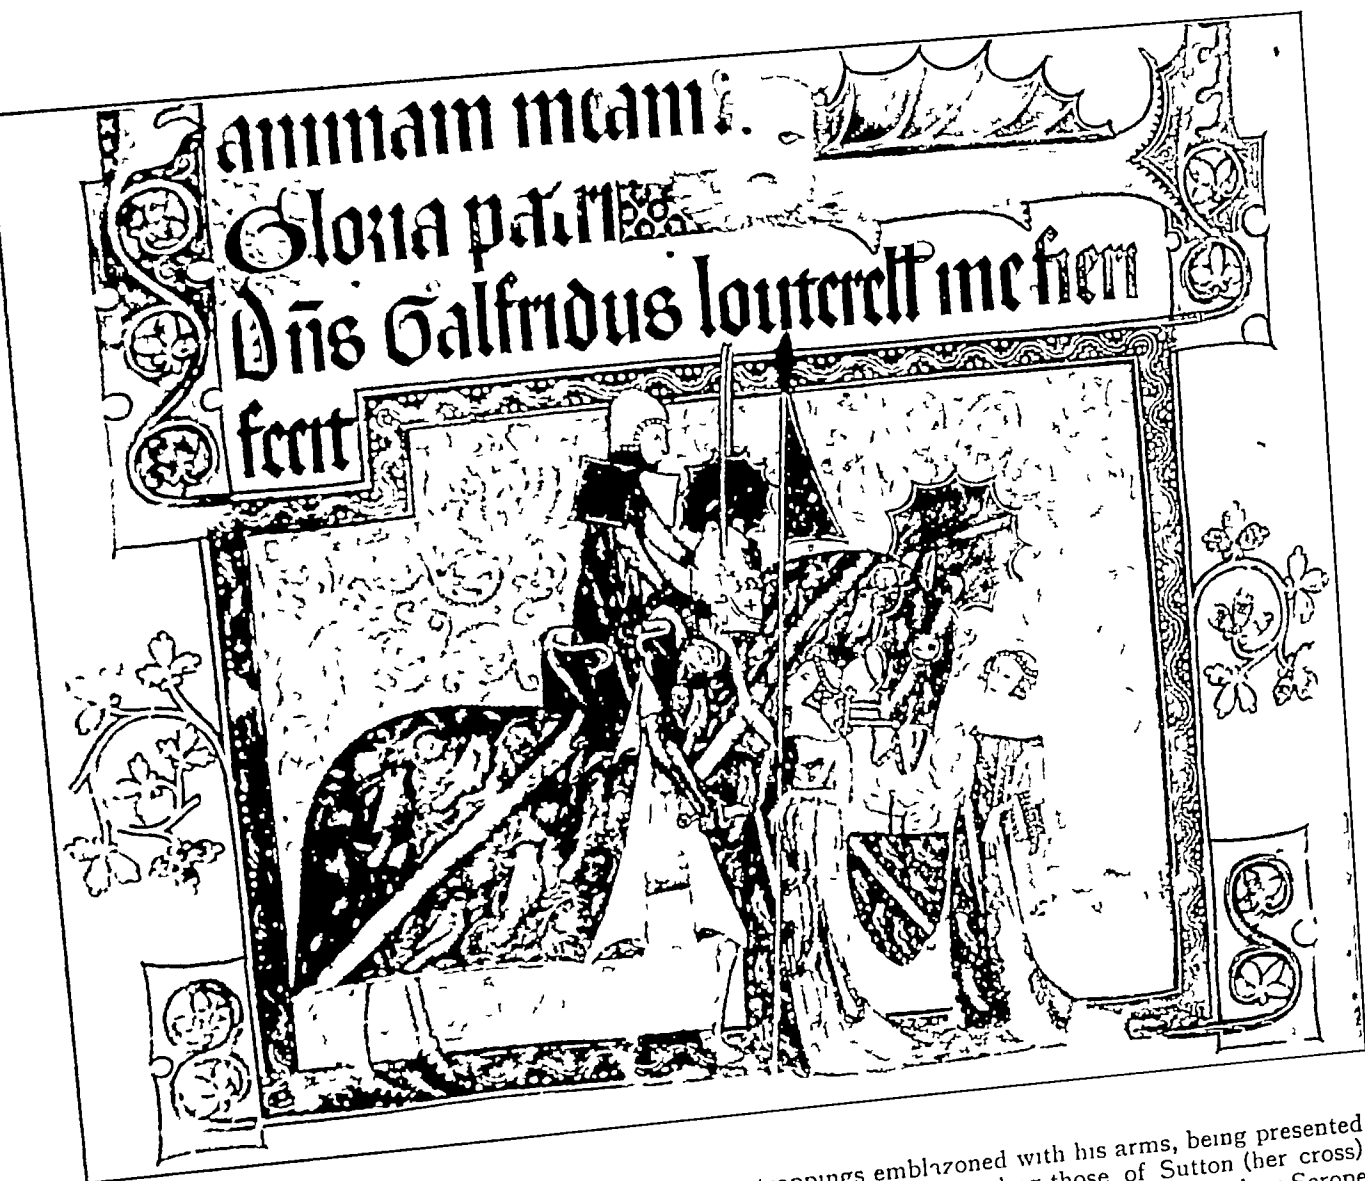 animam meam:.
Gloria patri
Dñs Galfridus louterell me fieri
fecit
emblazoned with his arms, being presented
those of Sutton (her cross)
Scrope